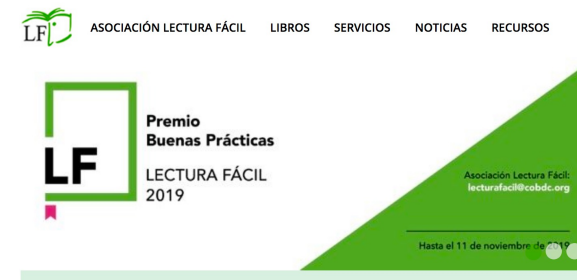 LF
ASOCIACIÓN LECTURA FÁCIL LIBROS SERVICIOS NOTICIAS RECURSOS
LF
Premio
Buenas Prácticas
LECTURA FÁCIL
2019
Asociación Lectura Fácil:
lecturafacil@cobdc.org
Hasta el 11 de noviembre de 2019